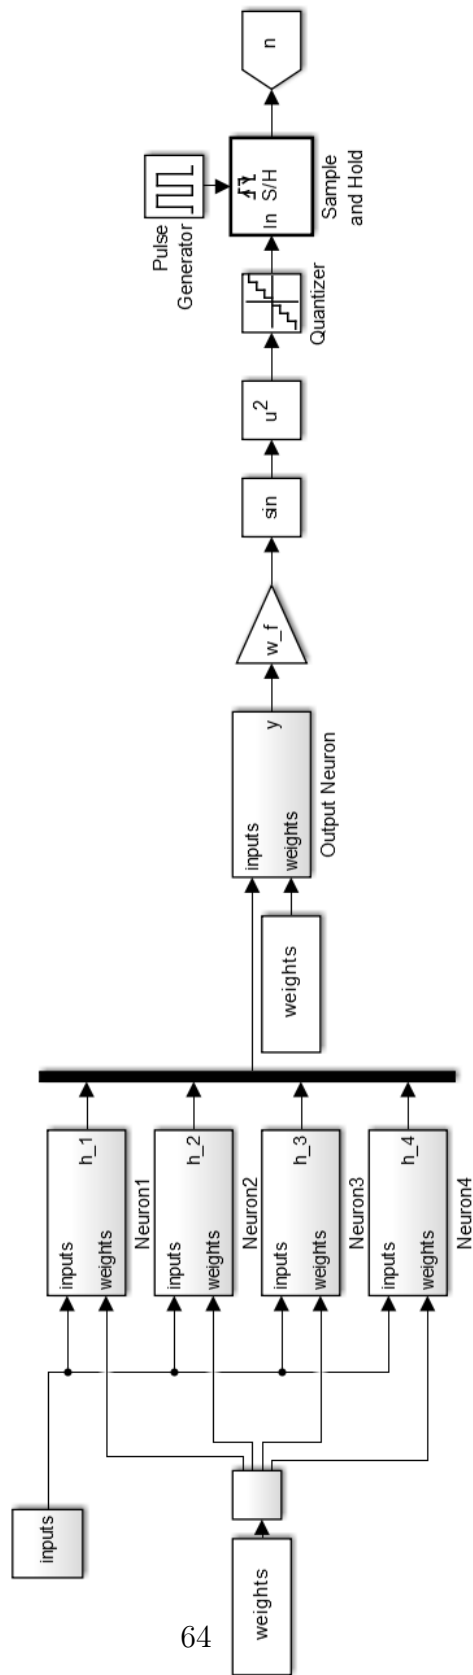 inputs
weights
inputs
weights
h_1
Neuron1
inputs
weights
h_2
Neuron2
inputs
weights
h_3
Neuron3
inputs
weights
h_4
Neuron4
weights
inputs
weights
y
Output Neuron
w_f
sin
u²
Quantizer
Pulse
Generator
In
S/H
Sample
and Hold
n
64